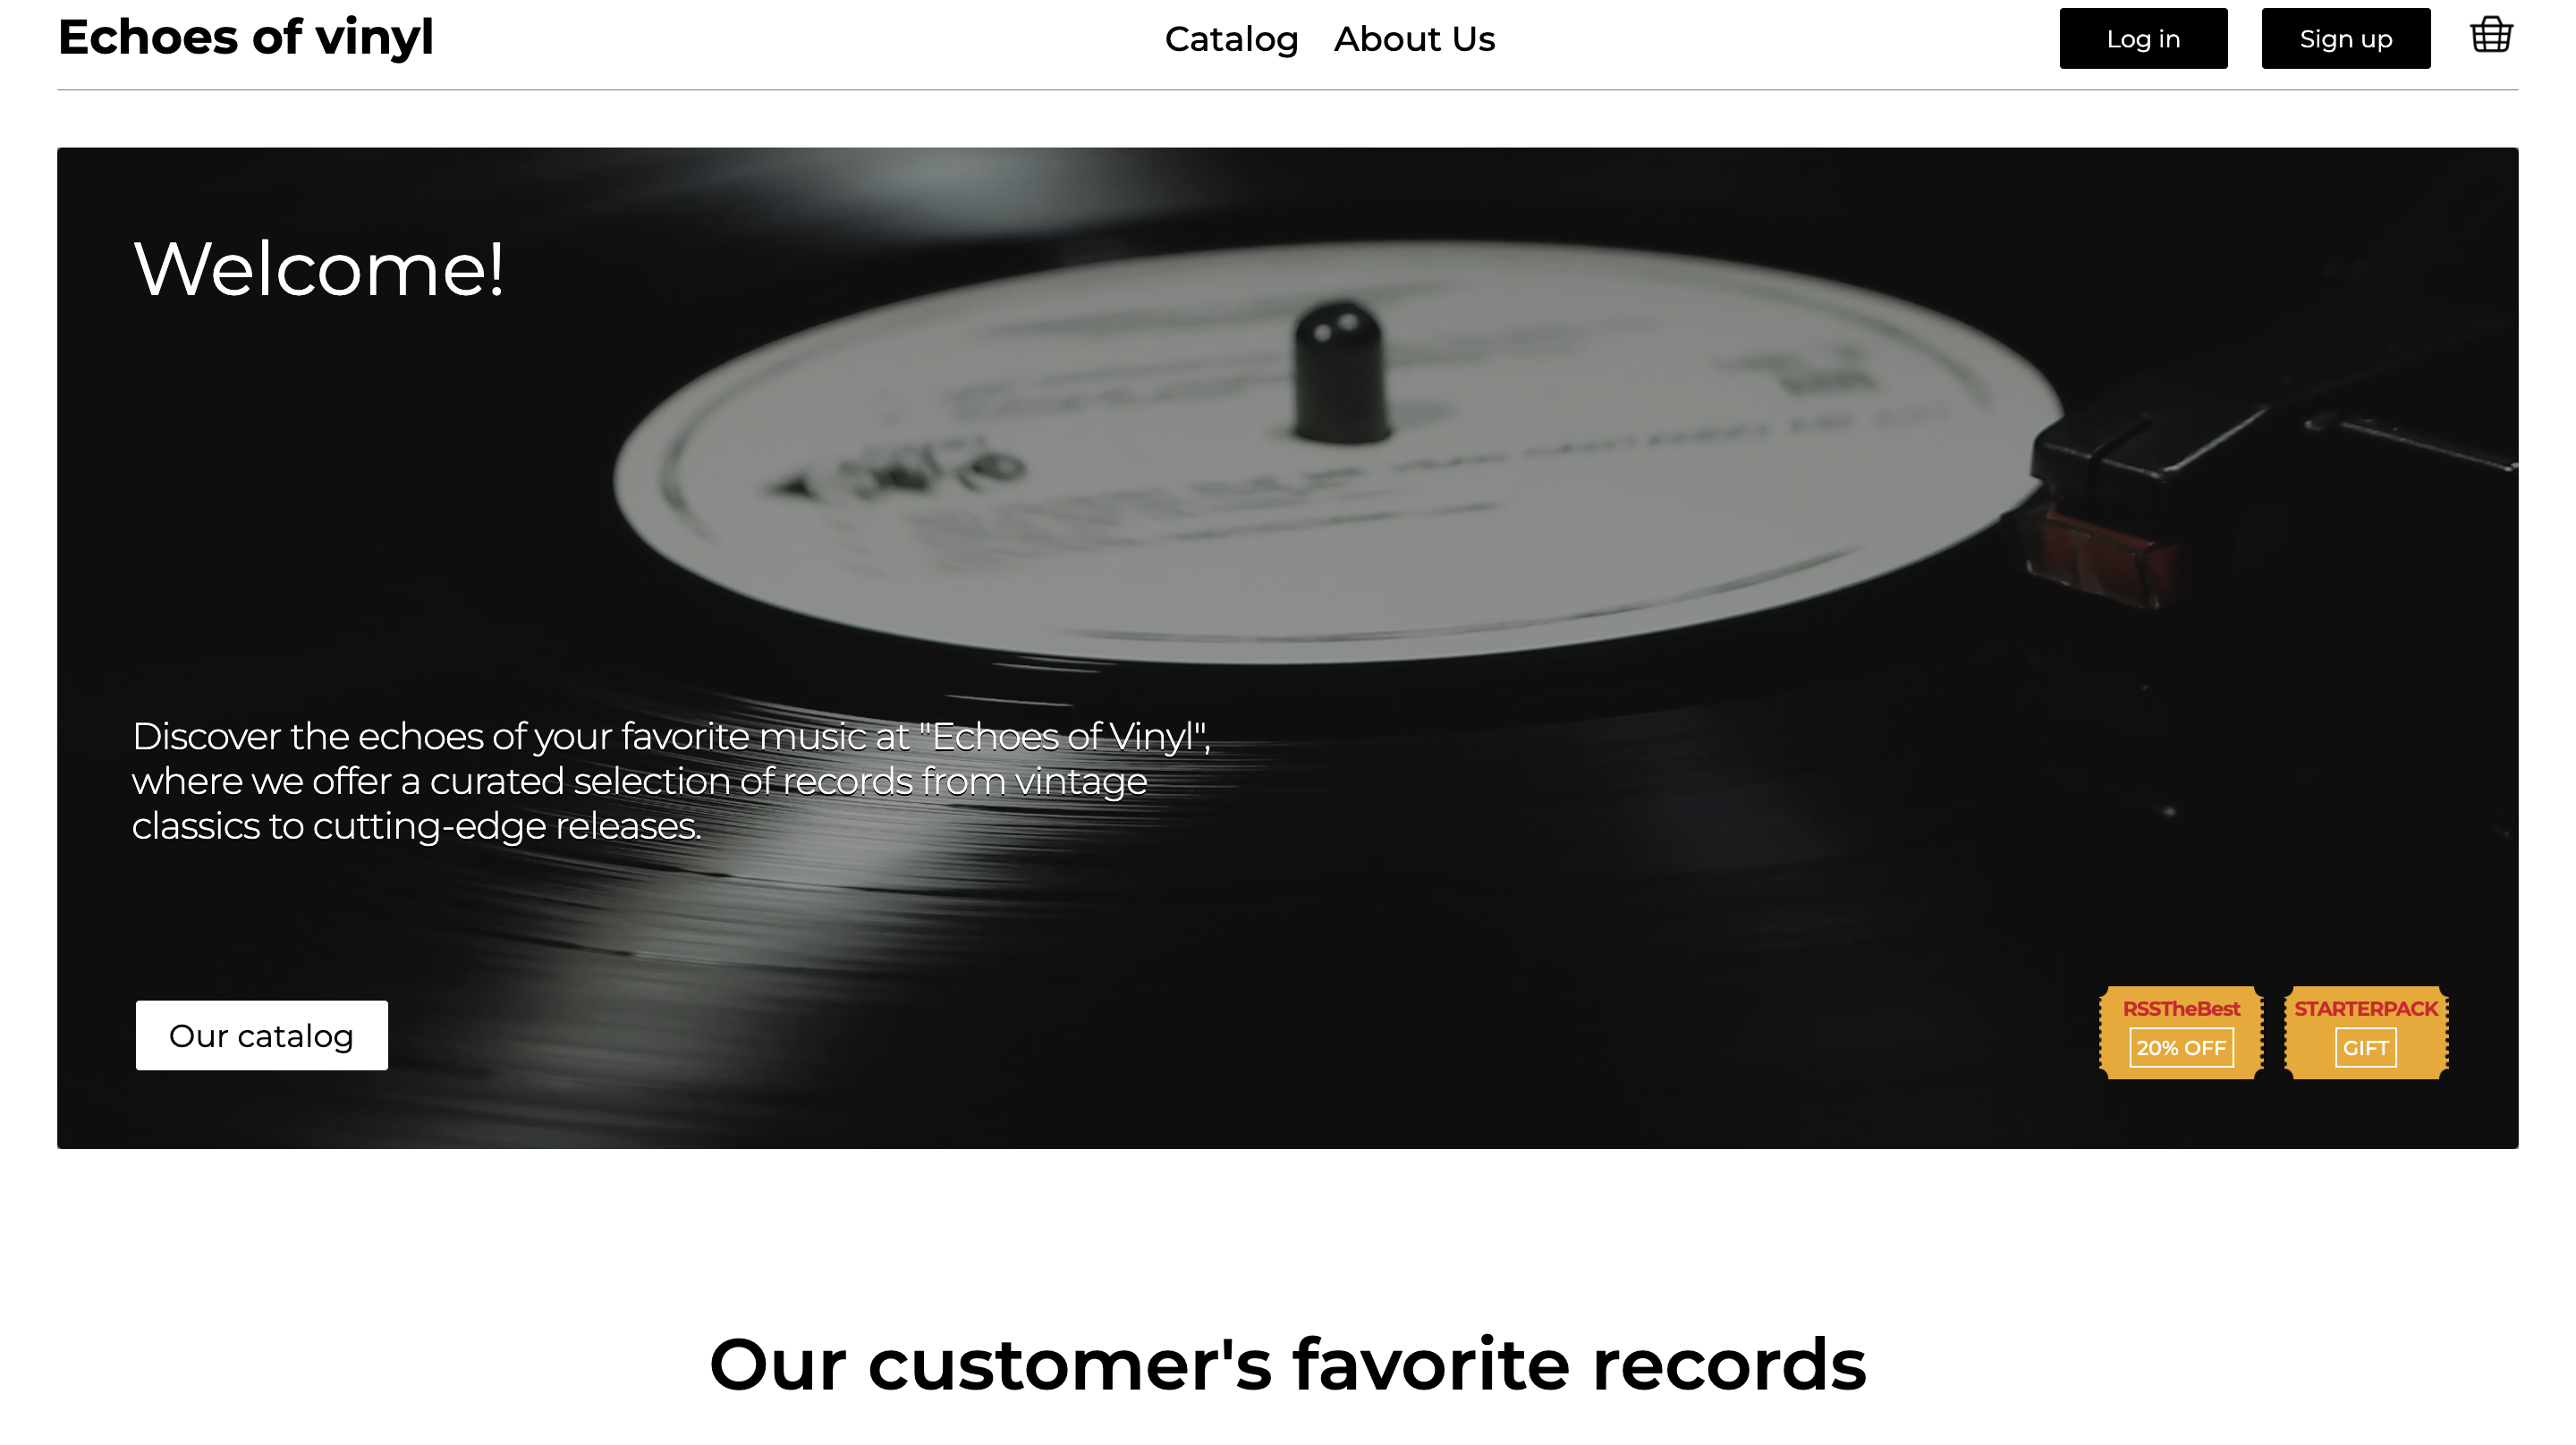 Echoes of vinyl
Catalog About Us
Log in
Sign up
Welcome!
Discover the echoes of your favorite music at "Echoes of Vinyl",
where we offer a curated selection of records from vintage
classics to cutting-edge releases.
Our catalog
RSSTheBest
20% OFF
STARTERPACK
GIFT
Our customer's favorite records